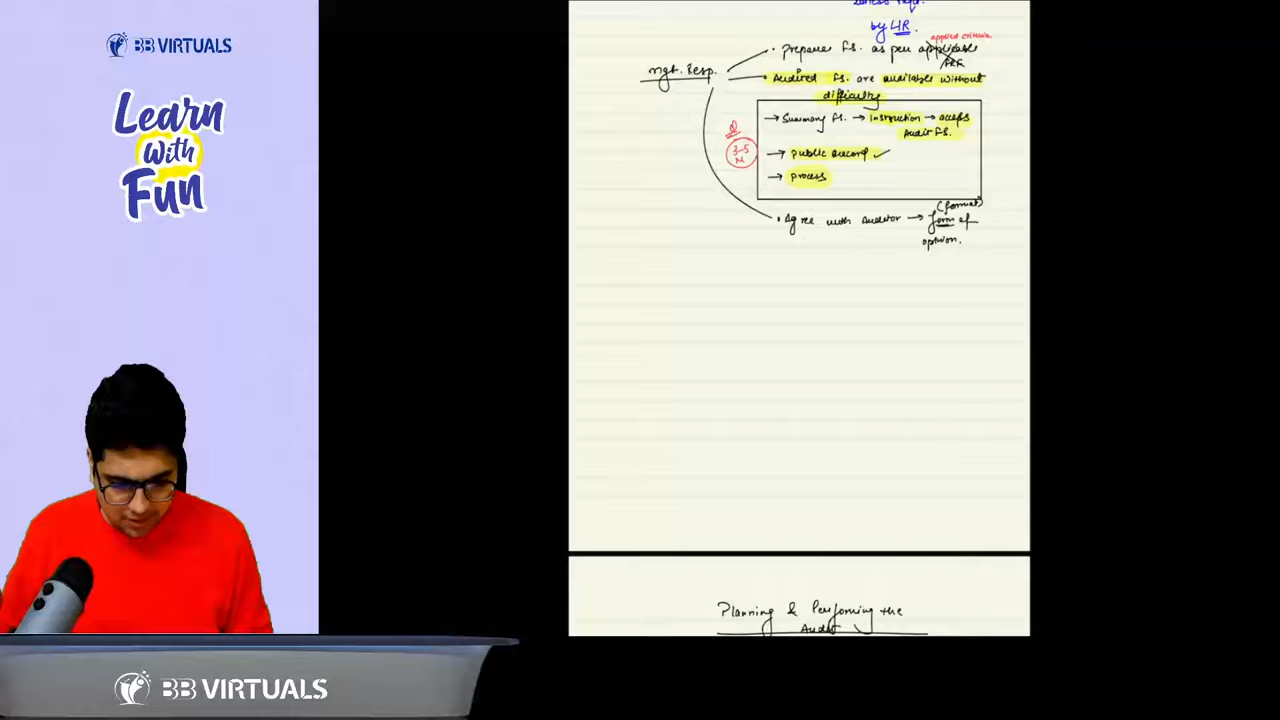 BB VIRTUALS
Learn
With
Fun
by 4R.
applied criteria
• prepare F.S. as per applicable
FRF
Mgt. Resp.
• Audited F.S. are available without
difficulty
→ Summary F.S. → Instruction → access
Audit F.S.
Q
3-5
M
→ public record ✓
→ process
(format)
• Agree with Auditor → form of
opinion.
Planning & Performing the
Audit
BB VIRTUALS